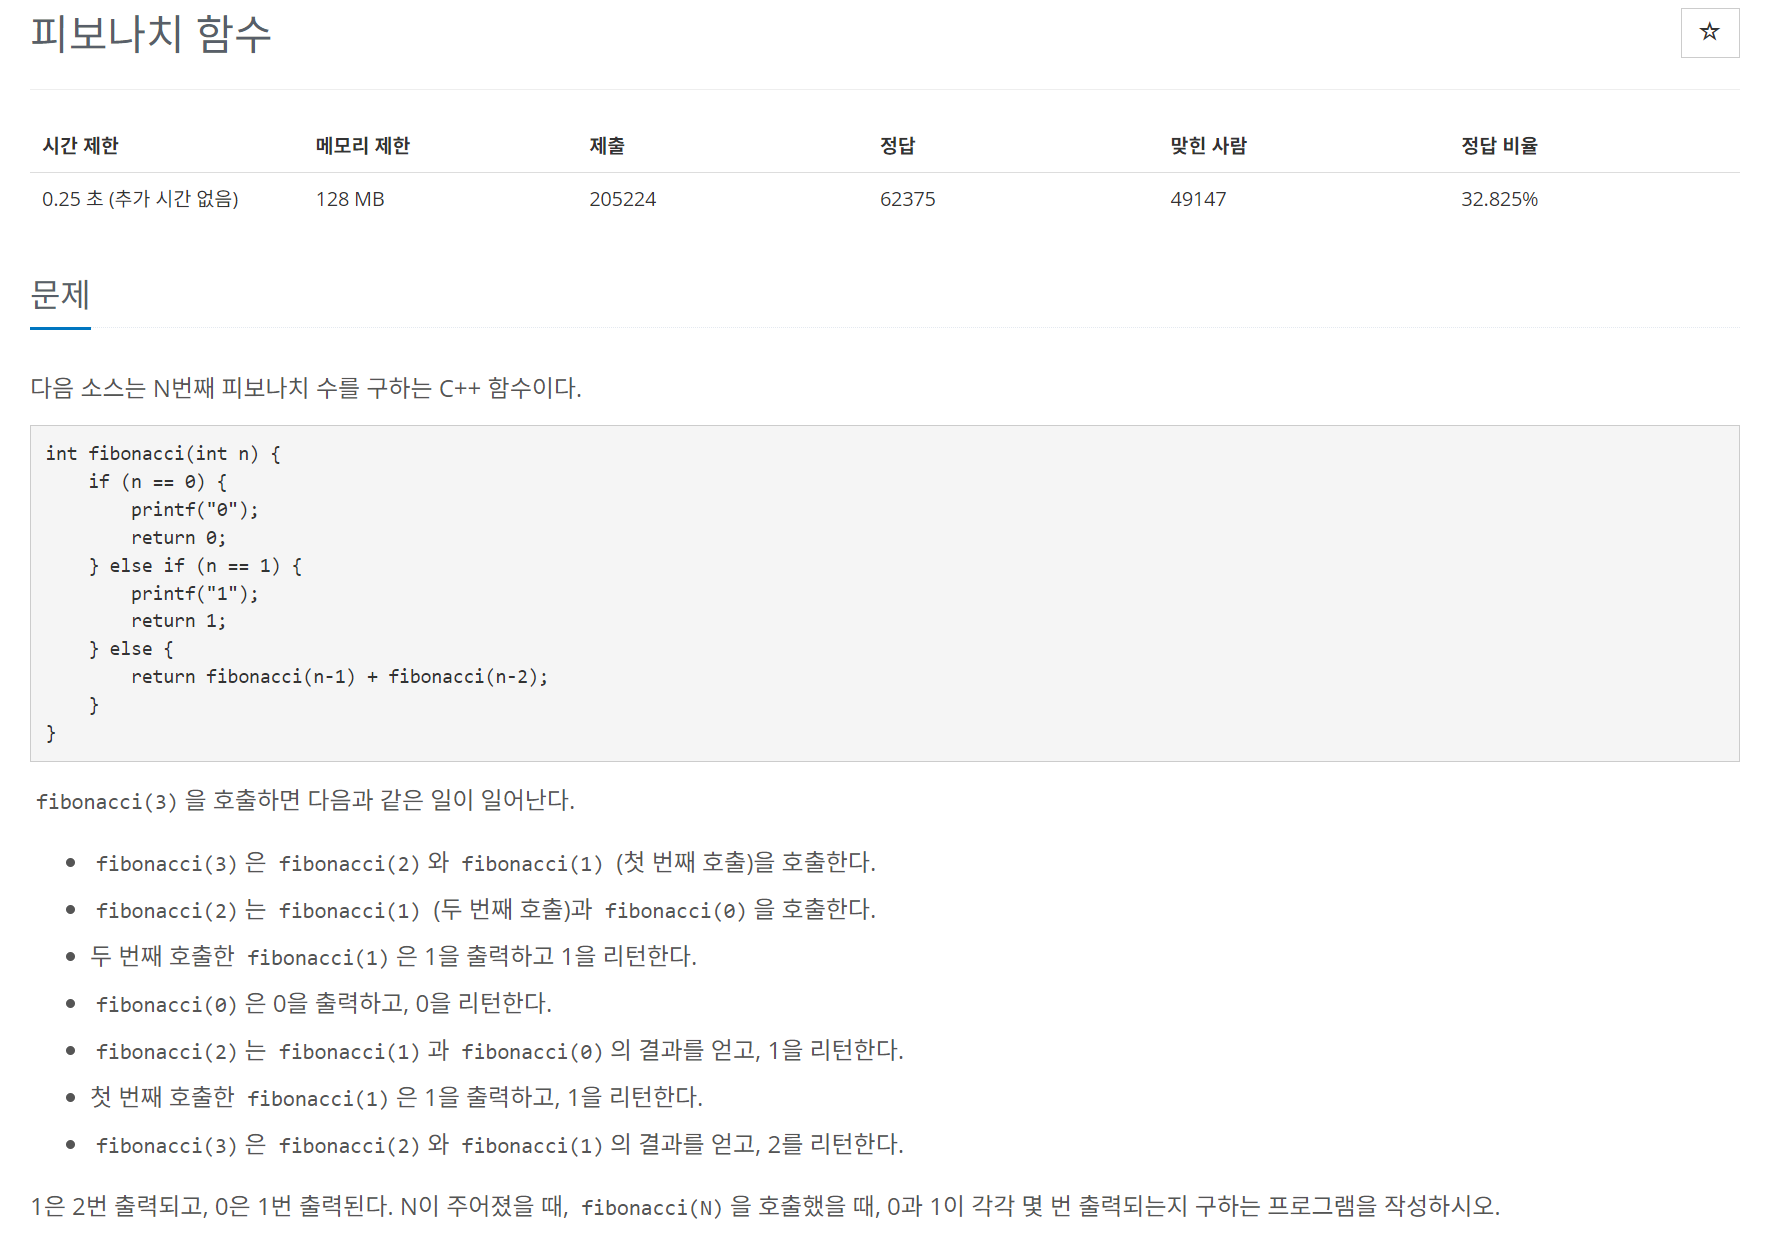 피보나치 함수
☆
시간 제한 메모리 제한 제출 정답 맞힌 사람 정답 비율
0.25 초 (추가 시간 없음) 128 MB 205224 62375 49147 32.825%
문제
다음 소스는 N번째 피보나치 수를 구하는 C++ 함수이다.
int fibonacci(int n) {
    if (n == 0) {
        printf("0");
        return 0;
    } else if (n == 1) {
        printf("1");
        return 1;
    } else {
        return fibonacci(n-1) + fibonacci(n-2);
    }
}
fibonacci(3) 을 호출하면 다음과 같은 일이 일어난다.
• fibonacci(3) 은 fibonacci(2) 와 fibonacci(1) (첫 번째 호출)을 호출한다.
• fibonacci(2) 는 fibonacci(1) (두 번째 호출)과 fibonacci(0) 을 호출한다.
• 두 번째 호출한 fibonacci(1) 은 1을 출력하고 1을 리턴한다.
• fibonacci(0) 은 0을 출력하고, 0을 리턴한다.
• fibonacci(2) 는 fibonacci(1) 과 fibonacci(0) 의 결과를 얻고, 1을 리턴한다.
• 첫 번째 호출한 fibonacci(1) 은 1을 출력하고, 1을 리턴한다.
• fibonacci(3) 은 fibonacci(2) 와 fibonacci(1) 의 결과를 얻고, 2를 리턴한다.
1은 2번 출력되고, 0은 1번 출력된다. N이 주어졌을 때, fibonacci(N) 을 호출했을 때, 0과 1이 각각 몇 번 출력되는지 구하는 프로그램을 작성하시오.